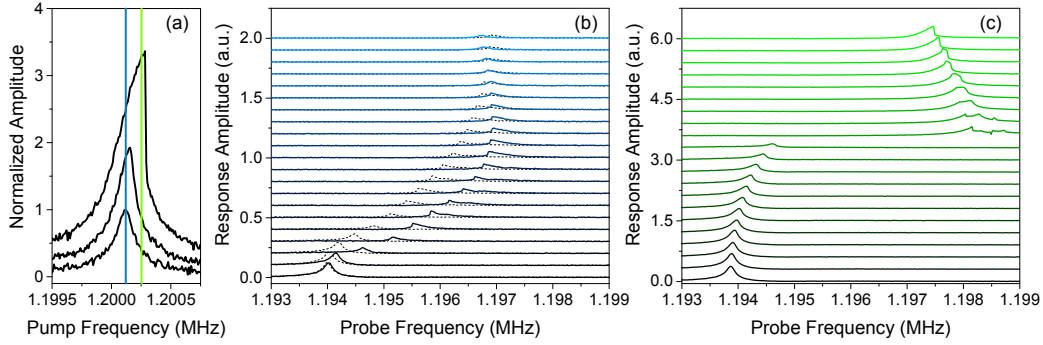 (a)
Normalized Amplitude
4
3
2
1
0
1.1995 1.2000 1.2005
Pump Frequency (MHz)
(b)
Response Amplitude (a.u.)
2.0
1.5
1.0
0.5
0.0
1.193 1.194 1.195 1.196 1.197 1.198 1.199
Probe Frequency (MHz)
(c)
Response Amplitude (a.u.)
6.0
4.5
3.0
1.5
0.0
1.193 1.194 1.195 1.196 1.197 1.198 1.199
Probe Frequency (MHz)